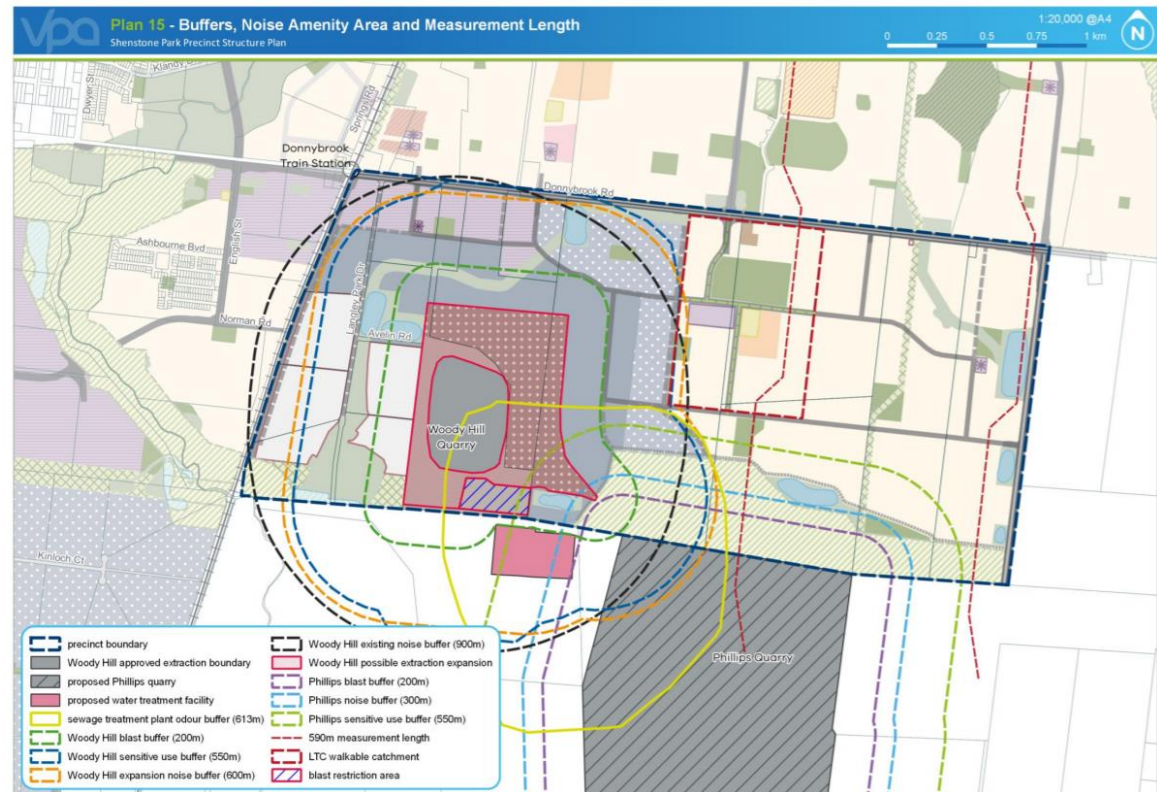 vpa
Plan 15 - Buffers, Noise Amenity Area and Measurement Length
Shenstone Park Precinct Structure Plan
1:20,000 @A4
0 0.25 0.5 0.75 1 km
N
Klandy
Dwyer St
Springs Rd
Donnybrook
Train Station
Donnybrook Rd
English St
Ashbourne Bvd
Langley Park Dr
Norman Rd
Avelin Rd
Woody Hill
Quarry
Kinloch Ct
Phillips Quarry
precinct boundary
Woody Hill approved extraction boundary
proposed Phillips quarry
proposed water treatment facility
sewage treatment plant odour buffer (613m)
Woody Hill blast buffer (200m)
Woody Hill sensitive use buffer (550m)
Woody Hill expansion noise buffer (600m)
Woody Hill existing noise buffer (900m)
Woody Hill possible extraction expansion
Phillips blast buffer (200m)
Phillips noise buffer (300m)
Phillips sensitive use buffer (550m)
590m measurement length
LTC walkable catchment
blast restriction area